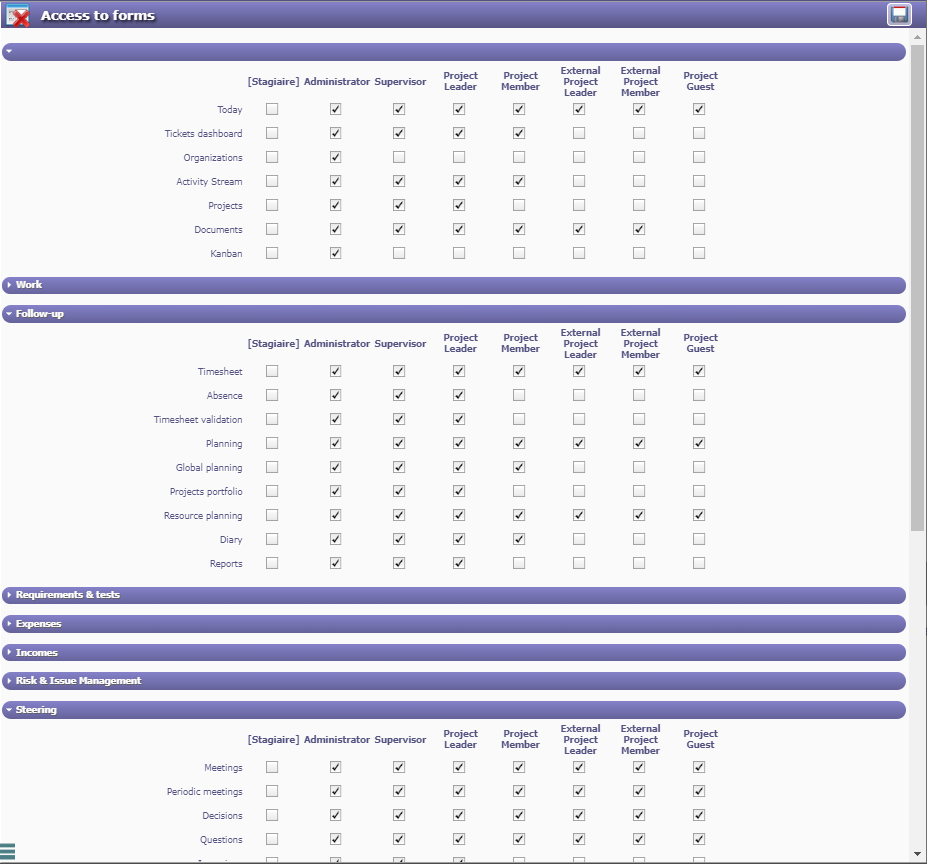 Access to forms
[Stagiaire] Administrator Supervisor Project Leader Project Member External Project Leader External Project Member Project Guest
Today
Tickets dashboard
Organizations
Activity Stream
Projects
Documents
Kanban
Work
Follow-up
[Stagiaire] Administrator Supervisor Project Leader Project Member External Project Leader External Project Member Project Guest
Timesheet
Absence
Timesheet validation
Planning
Global planning
Projects portfolio
Resource planning
Diary
Reports
Requirements & tests
Expenses
Incomes
Risk & Issue Management
Steering
[Stagiaire] Administrator Supervisor Project Leader Project Member External Project Leader External Project Member Project Guest
Meetings
Periodic meetings
Decisions
Questions